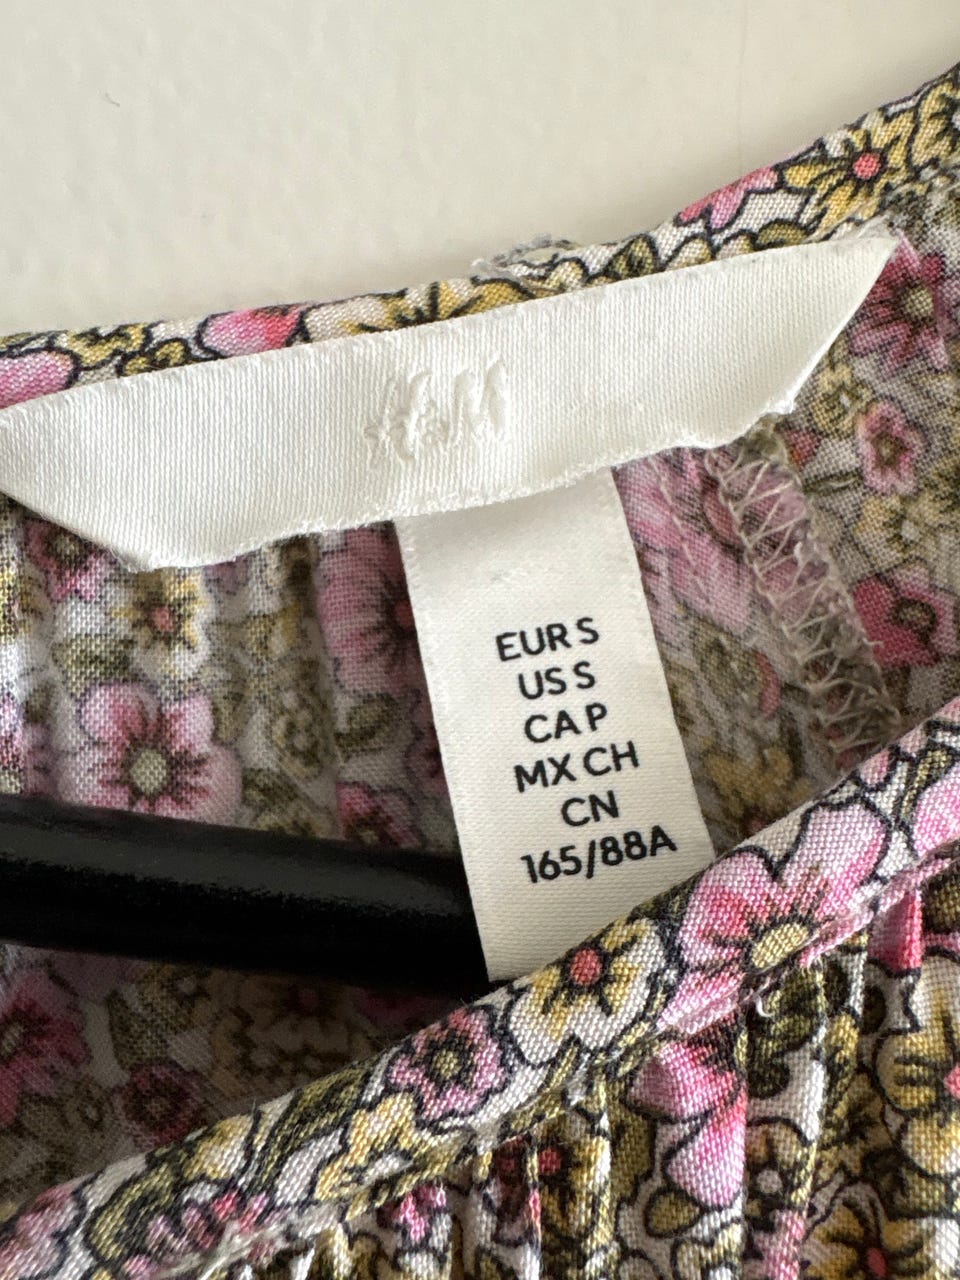 H&M
EUR S
US S
CA P
MX CH
CN
165/88A